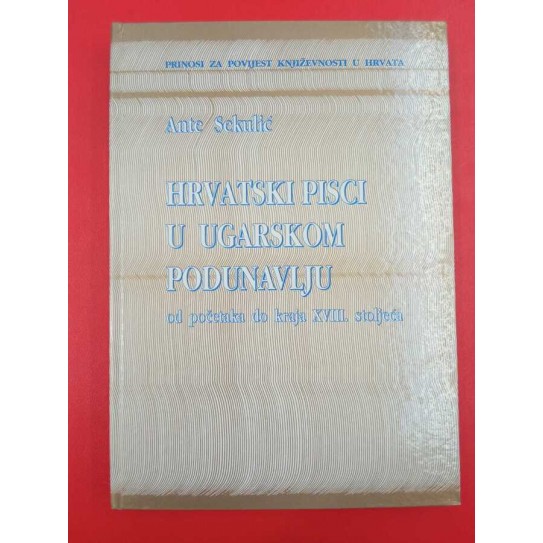 PRINOSI ZA POVIJEST KNJIŽEVNOSTI U HRVATA
Ante Sekulić
HRVATSKI PISCI
U UGARSKOM
PODUNAVLJU
od početaka do kraja XVIII. stoljeća